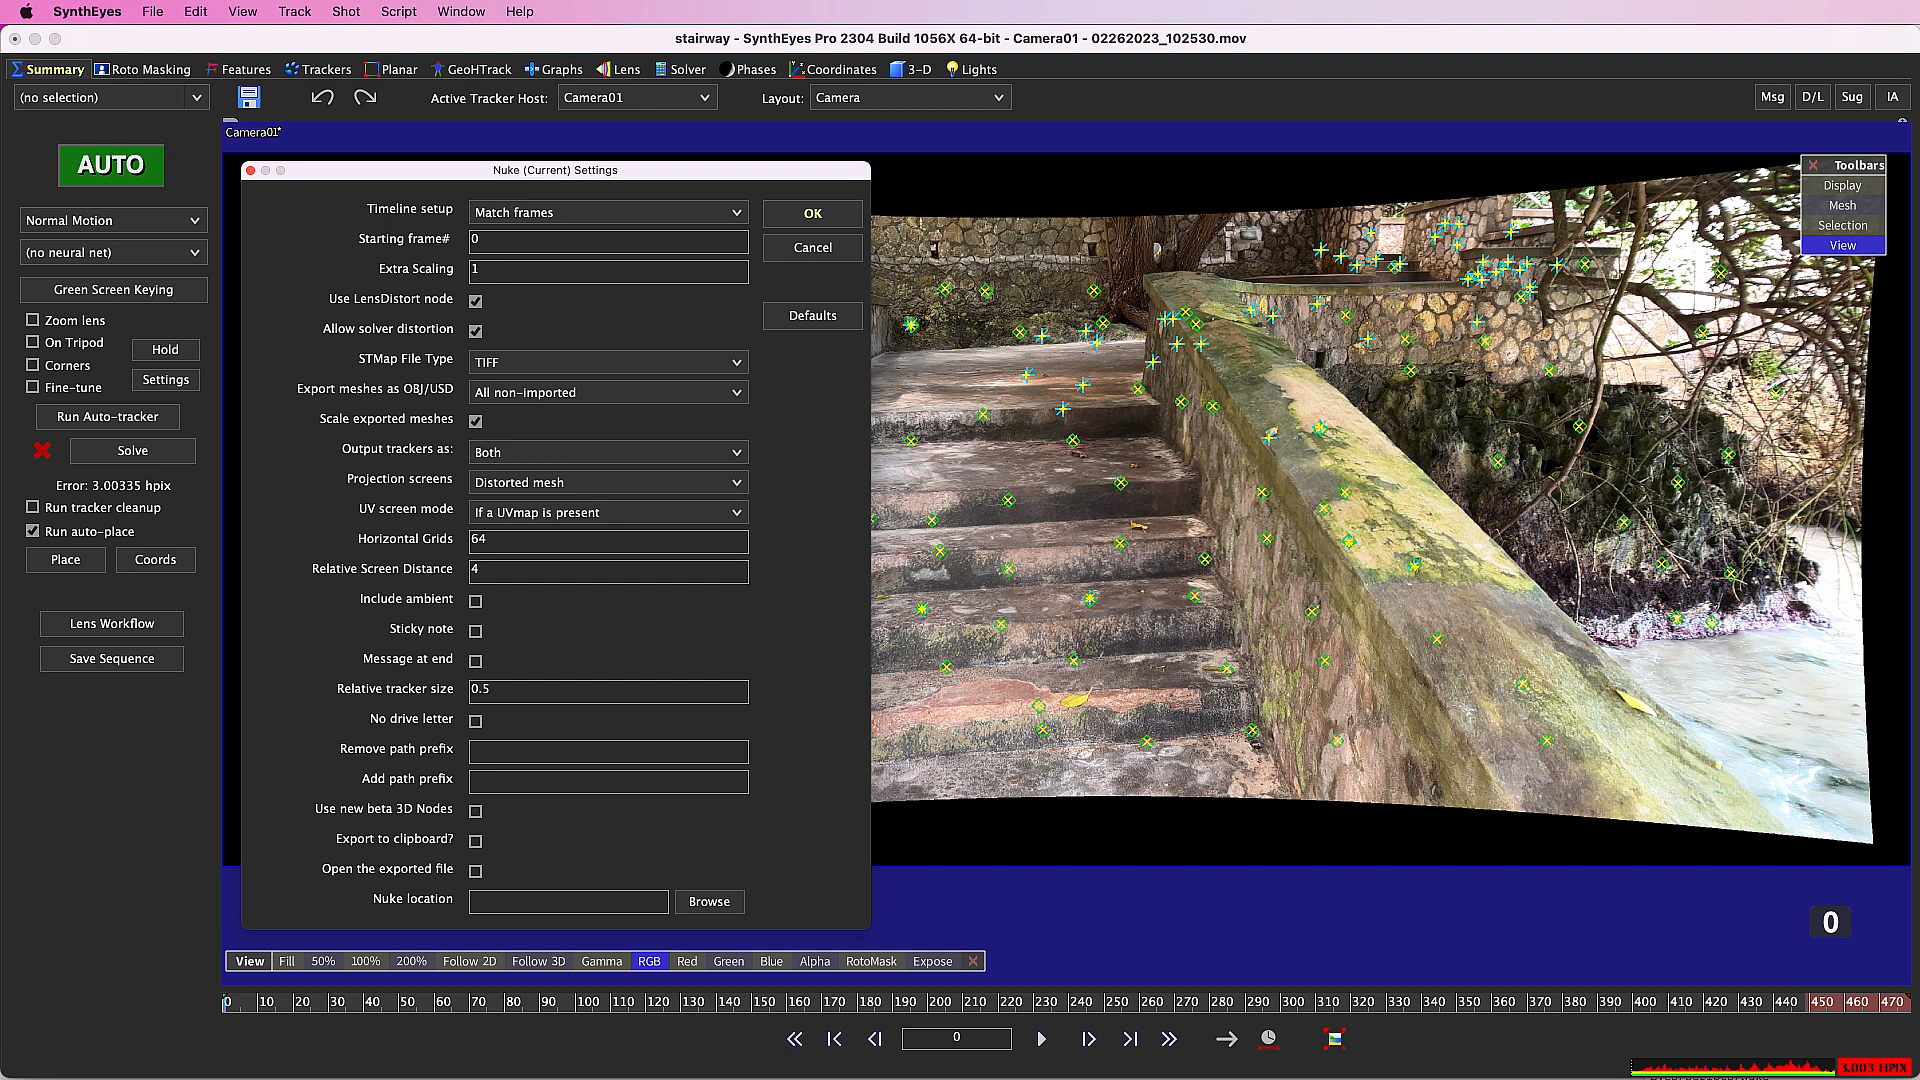 SynthEyes File Edit View Track Shot Script Window Help
stairway - SynthEyes Pro 2304 Build 1056X 64-bit - Camera01 - 02262023_102530.mov
Summary Roto Masking Features Trackers Planar GeoHTrack Graphs Lens Solver Phases Coordinates 3-D Lights
(no selection) Active Tracker Host: Camera01 Layout: Camera Msg D/L Sug IA
Camera01*
AUTO
Normal Motion
(no neural net)
Green Screen Keying
Zoom lens
On Tripod
Hold
Corners
Settings
Fine-tune
Run Auto-tracker
Solve
Error: 3.00335 hpix
Run tracker cleanup
Run auto-place
Place Coords
Lens Workflow
Save Sequence
Nuke (Current) Settings
Timeline setup Match frames OK
Starting frame# 0 Cancel
Extra Scaling 1
Use LensDistort node
Defaults
Allow solver distortion
STMap File Type TIFF
Export meshes as OBJ/USD All non-imported
Scale exported meshes
Output trackers as: Both
Projection screens Distorted mesh
UV screen mode If a UVmap is present
Horizontal Grids 64
Relative Screen Distance 4
Include ambient
Sticky note
Message at end
Relative tracker size 0.5
No drive letter
Remove path prefix
Add path prefix
Use new beta 3D Nodes
Export to clipboard?
Open the exported file
Nuke location Browse
Toolbars
Display
Mesh
Selection
View
0
View Fill 50% 100% 200% Follow 2D Follow 3D Gamma RGB Red Green Blue Alpha RotoMask Expose
0 10 20 30 40 50 60 70 80 90 100 110 120 130 140 150 160 170 180 190 200 210 220 230 240 250 260 270 280 290 300 310 320 330 340 350 360 370 380 390 400 410 420 430 440 450 460 470
0
3.003 HPIX